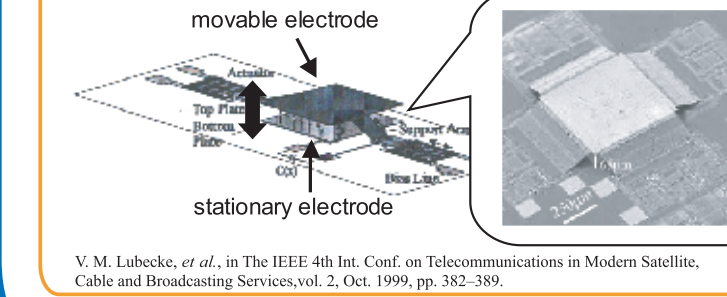 movable electrode
Actuator
Top Plate
Bottom
Plate
Support Arm
C(x)
Bias Line
stationary electrode
16μm
250μm
V. M. Lubecke, et al., in The IEEE 4th Int. Conf. on Telecommunications in Modern Satellite,
Cable and Broadcasting Services,vol. 2, Oct. 1999, pp. 382–389.